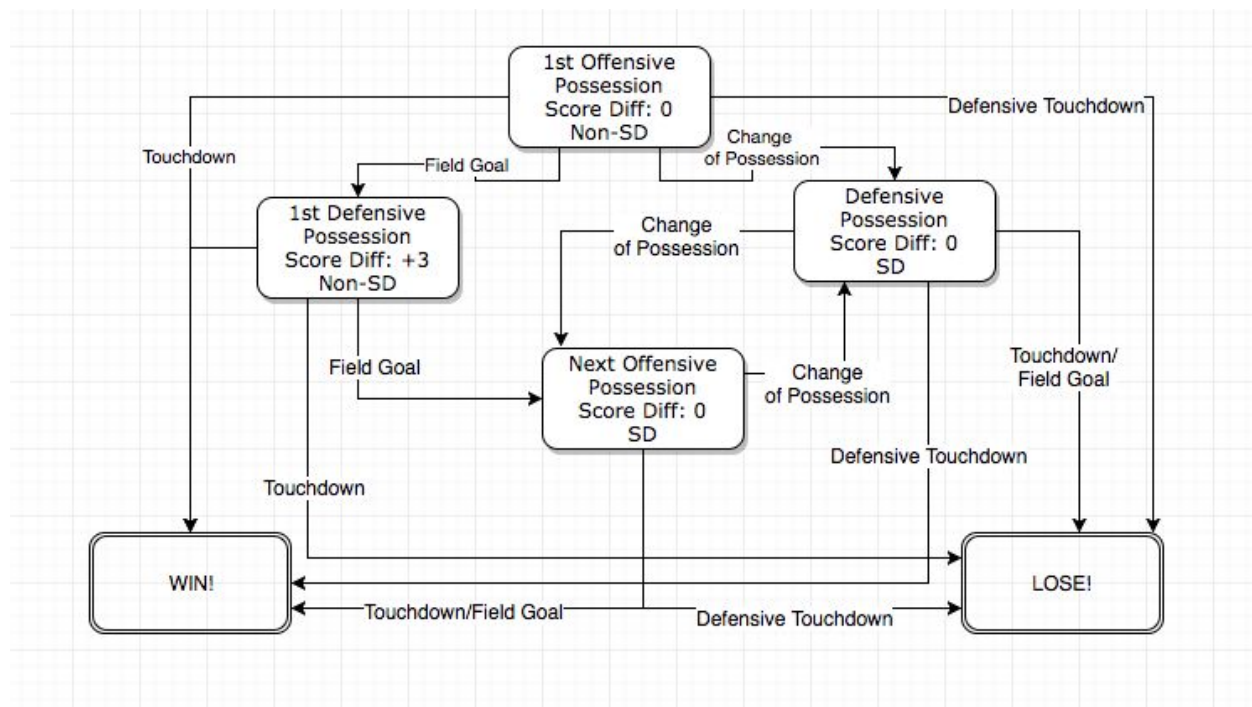 1st Offensive
Possession
Score Diff: 0
Non-SD
Defensive Touchdown
Touchdown
Field Goal
Change
of Possession
1st Defensive
Possession
Score Diff: +3
Non-SD
Change
of Possession
Defensive
Possession
Score Diff: 0
SD
Field Goal
Next Offensive
Possession
Score Diff: 0
SD
Change
of Possession
Touchdown/
Field Goal
Touchdown
Defensive Touchdown
WIN!
LOSE!
Touchdown/Field Goal
Defensive Touchdown